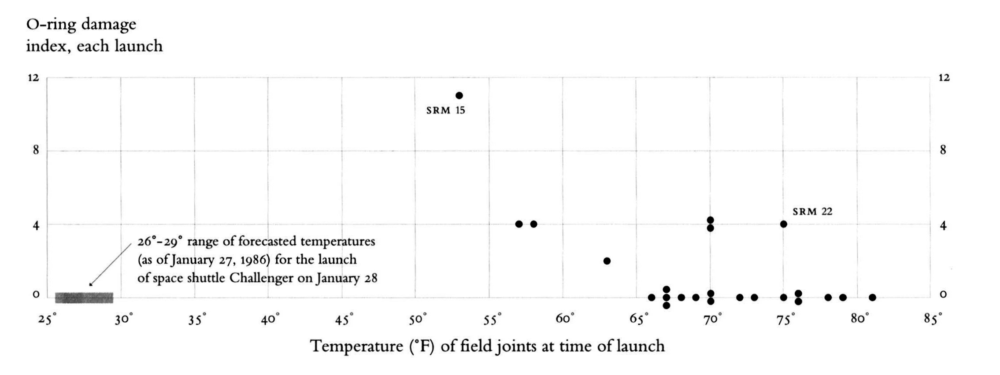 O-ring damage
index, each launch
12
12
SRM 15
8
8
SRM 22
4
4
26°-29° range of forecasted temperatures
(as of January 27, 1986) for the launch
of space shuttle Challenger on January 28
0
0
25° 30° 35° 40° 45° 50° 55° 60° 65° 70° 75° 80° 85°
Temperature (°F) of field joints at time of launch